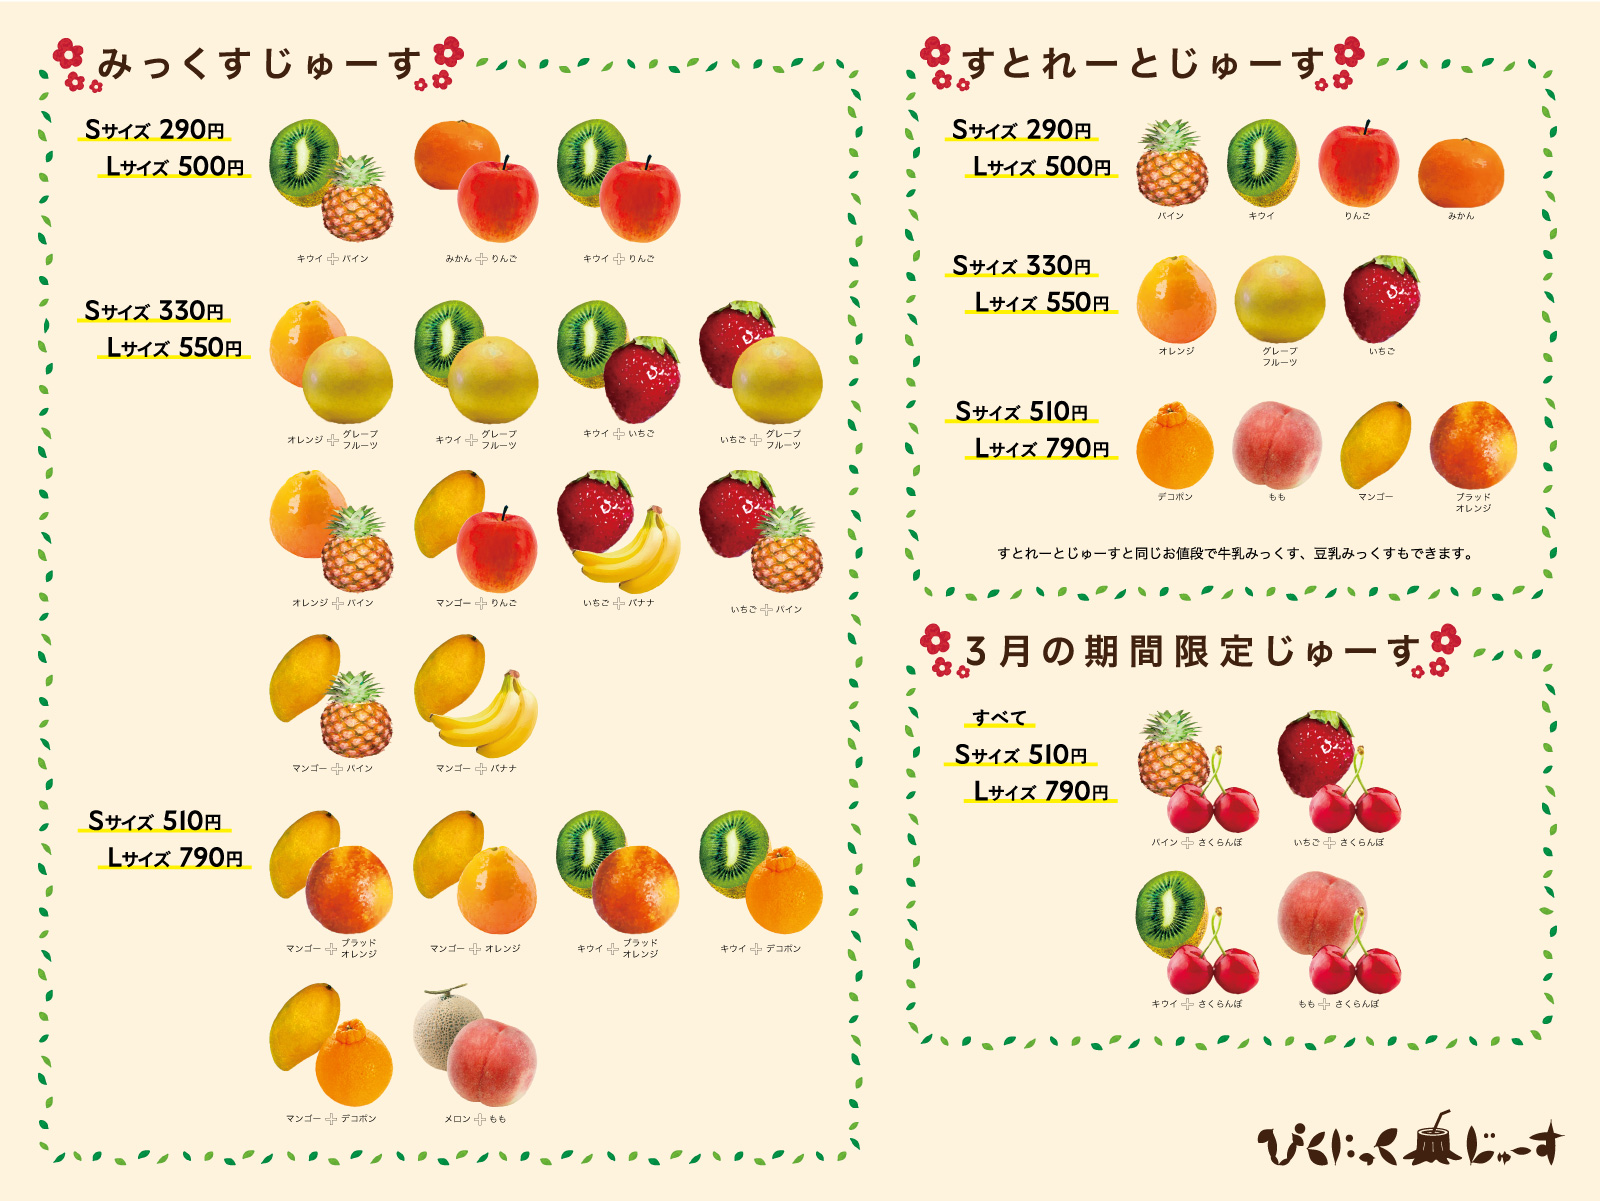 みっくすじゅーす
Sサイズ 290円
Lサイズ 500円
キウイ＋パイン
みかん＋りんご
キウイ＋りんご
Sサイズ 330円
Lサイズ 550円
オレンジ＋グレープ
フルーツ
キウイ＋グレープ
フルーツ
キウイ＋いちご
いちご＋グレープ
フルーツ
オレンジ＋パイン
マンゴー＋りんご
いちご＋バナナ
いちご＋パイン
マンゴー＋パイン
マンゴー＋バナナ
Sサイズ 510円
Lサイズ 790円
マンゴー＋ブラッド
オレンジ
マンゴー＋オレンジ
キウイ＋ブラッド
オレンジ
キウイ＋デコポン
マンゴー＋デコポン
メロン＋もも
すとれーとじゅーす
Sサイズ 290円
Lサイズ 500円
パイン
キウイ
りんご
みかん
Sサイズ 330円
Lサイズ 550円
オレンジ
グレープ
フルーツ
いちご
Sサイズ 510円
Lサイズ 790円
デコポン
もも
マンゴー
ブラッド
オレンジ
すとれーとじゅーすと同じお値段で牛乳みっくす、豆乳みっくすもできます。
3月の期間限定じゅーす
すべて
Sサイズ 510円
Lサイズ 790円
パイン＋さくらんぼ
いちご＋さくらんぼ
キウイ＋さくらんぼ
もも＋さくらんぼ
ぴくにっくじゅーす